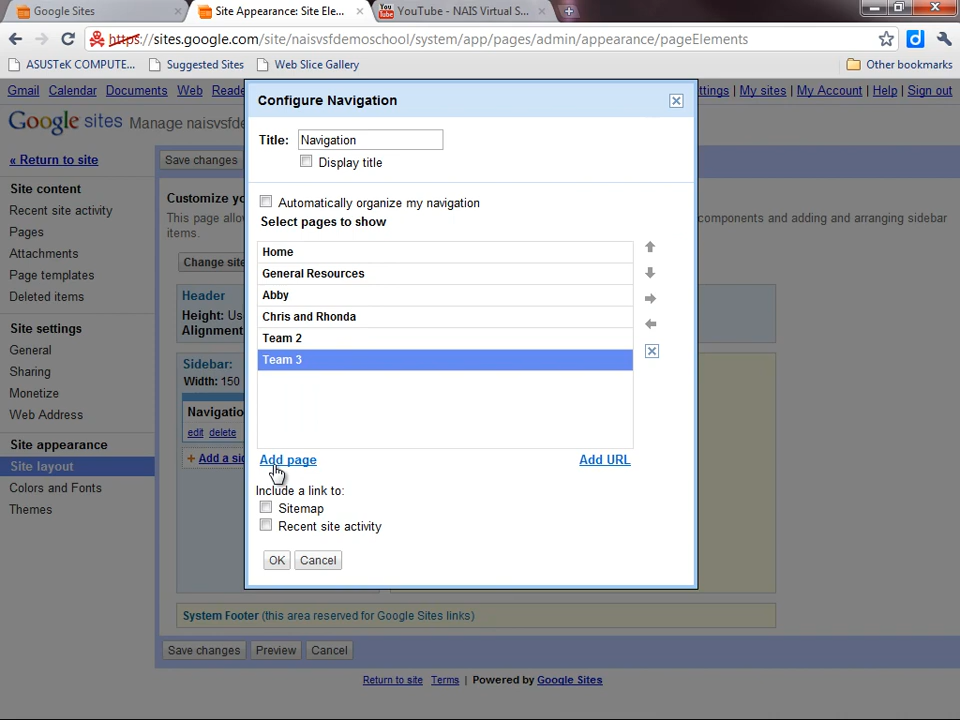 Google Sites
Site Appearance: Site Ele...
YouTube - NAIS Virtual S...
https://sites.google.com/site/naisvsfdemoschool/system/app/pages/admin/appearance/pageElements
ASUSTeK COMPUTE...
Suggested Sites
Web Slice Gallery
Other bookmarks
Gmail Calendar Documents Web Reade
ttings | My sites | My Account | Help | Sign out
Google sites Manage naisvsfde
« Return to site
Site content
Recent site activity
Pages
Attachments
Page templates
Deleted items
Site settings
General
Sharing
Monetize
Web Address
Site appearance
Site layout
Colors and Fonts
Themes
Save changes
Customize yo
This page allow
components and adding and arranging sidebar
items.
Change site
Header
Height: Us
Alignment
Sidebar:
Width: 150
Navigatio
edit delete
+ Add a sid
Configure Navigation
Title: Navigation
Display title
Automatically organize my navigation
Select pages to show
Home
General Resources
Abby
Chris and Rhonda
Team 2
Team 3
Add page
Add URL
Include a link to:
Sitemap
Recent site activity
OK Cancel
System Footer (this area reserved for Google Sites links)
Save changes Preview Cancel
Return to site Terms | Powered by Google Sites